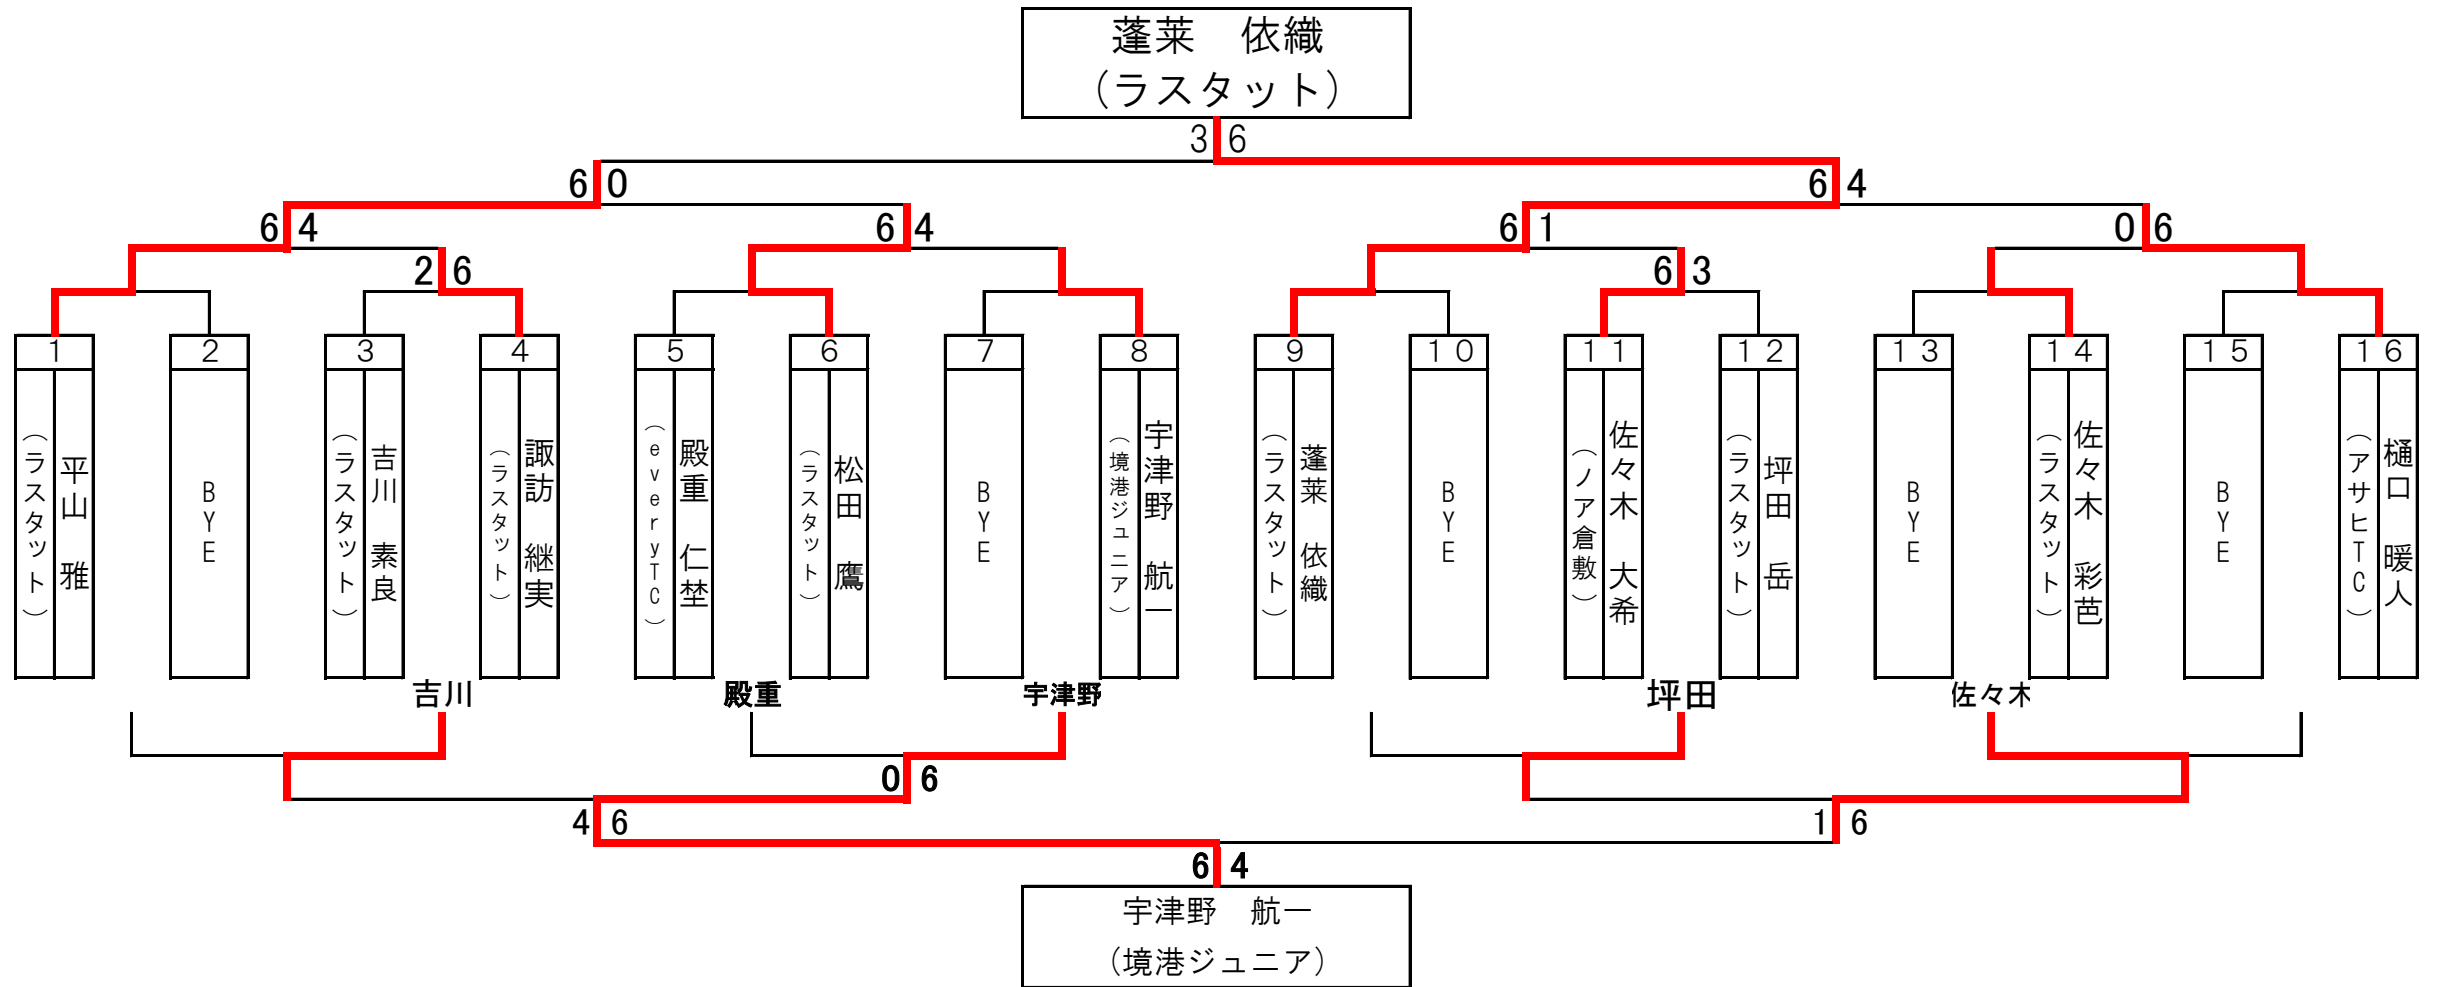 蓬莱　依織
（ラスタット）
3 6
6 0
6 4
6 4
6 4
6 1
0 6
2 6
6 3
1
2
3
4
5
6
7
8
9
１０
１１
１２
１３
１４
１５
１６
平山　雅
（ラスタット）
BYE
吉川　素良
（ラスタット）
諏訪　継実
（ラスタット）
殿重　仁埜
（everyTC）
松田　鷹
（ラスタット）
BYE
宇津野　航一
（境港ジュニア）
蓬莱　依織
（ラスタット）
BYE
佐々木　大希
（ノア倉敷）
坪田　岳
（ラスタット）
BYE
佐々木　彩芭
（ラスタット）
BYE
樋口　暖人
（アサヒTC）
吉川
殿重
宇津野
坪田
佐々木
0 6
4 6
1 6
6 4
宇津野　航一
（境港ジュニア）